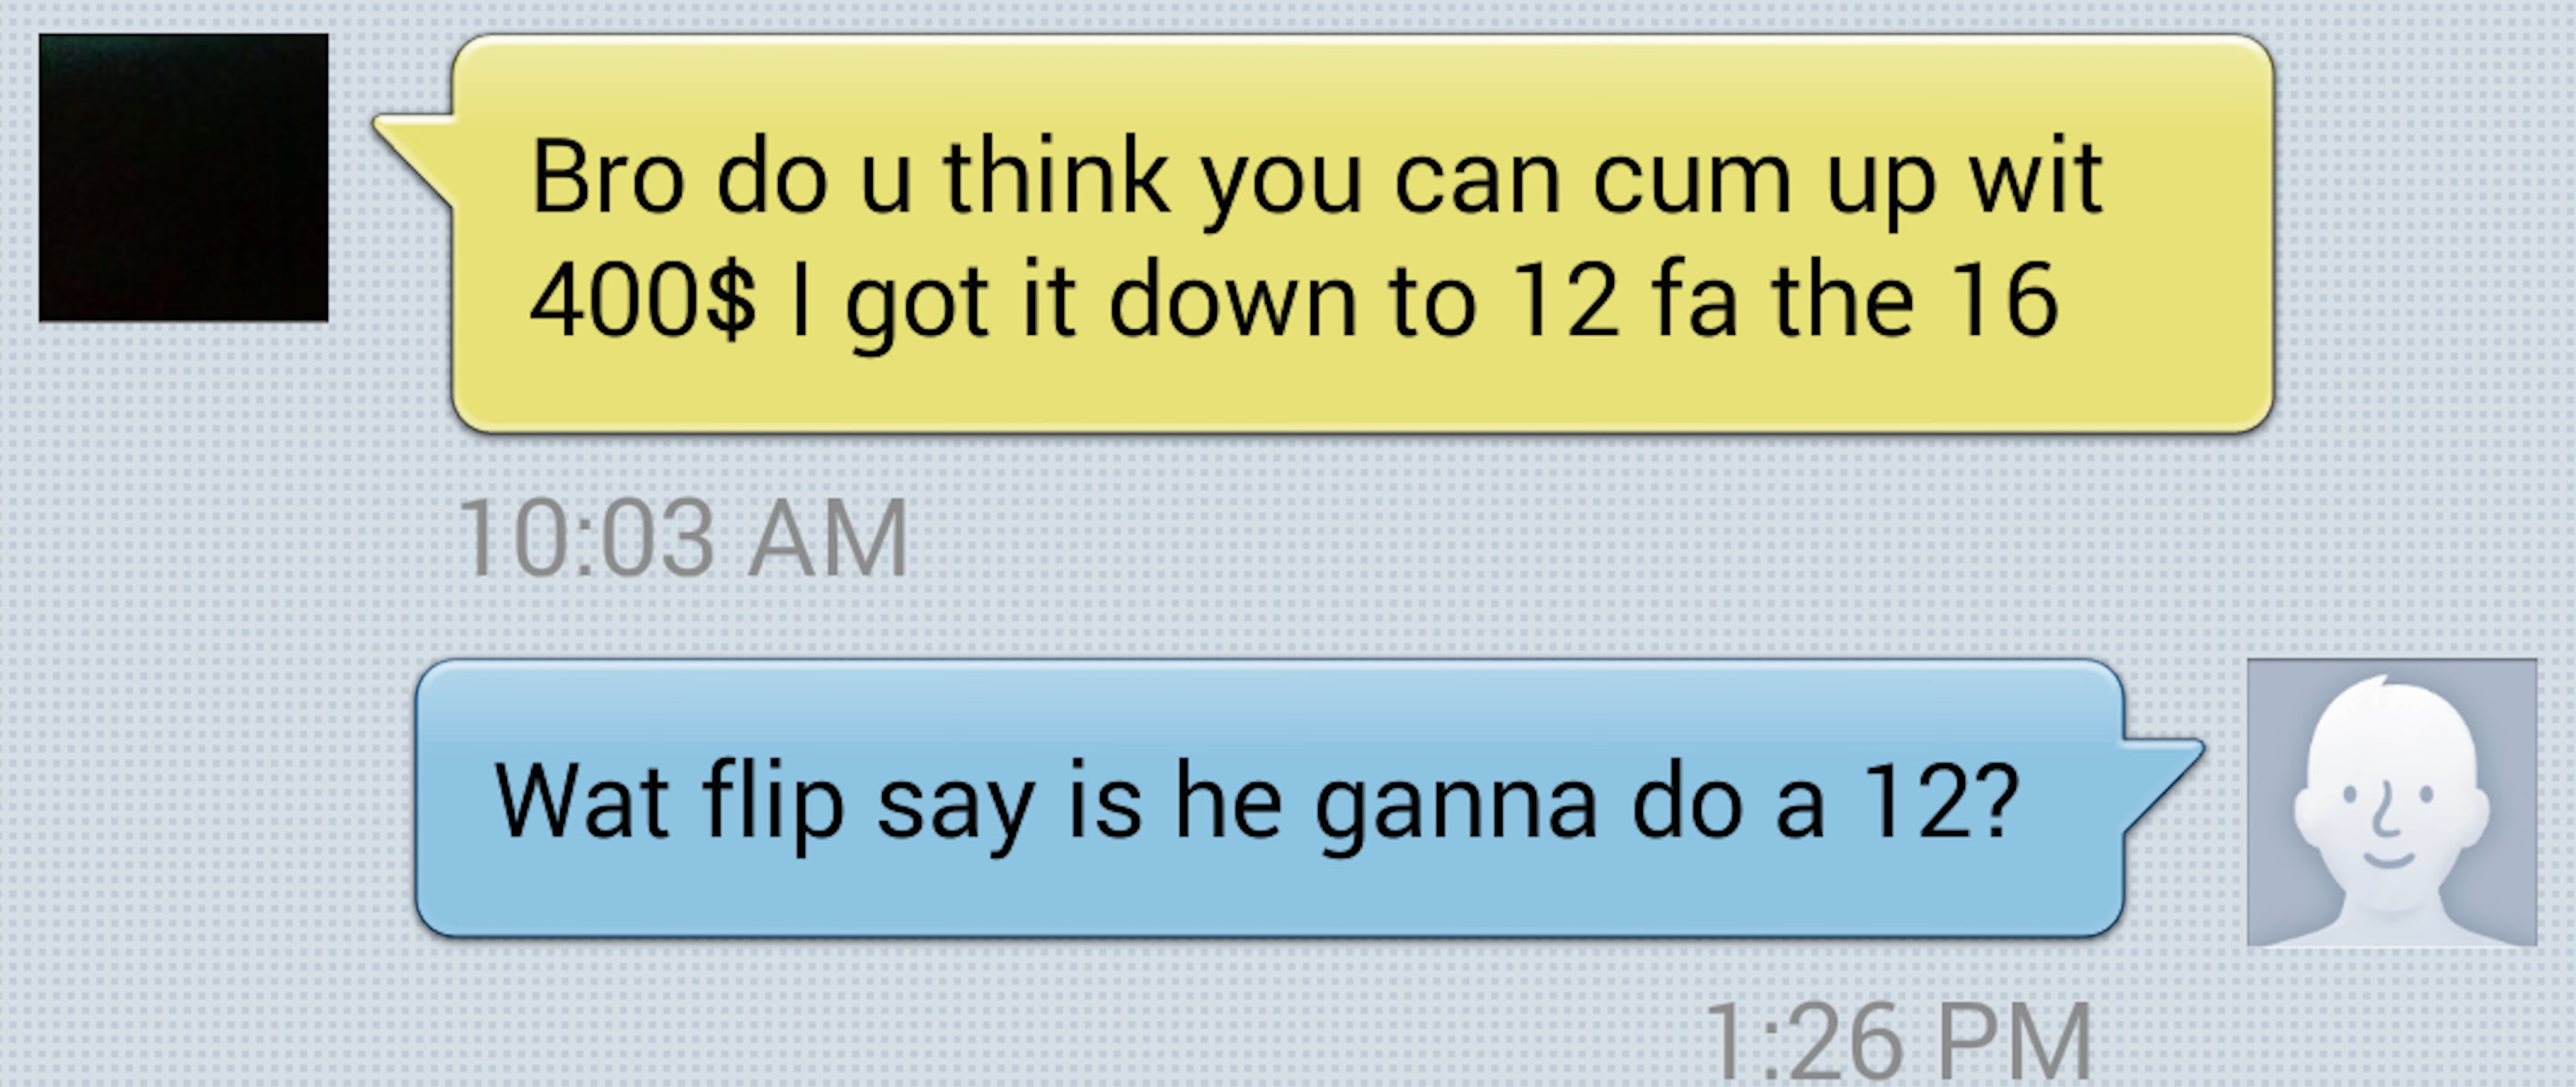 Bro do u think you can cum up wit
400$ I got it down to 12 fa the 16
10:03 AM
Wat flip say is he ganna do a 12?
1:26 PM